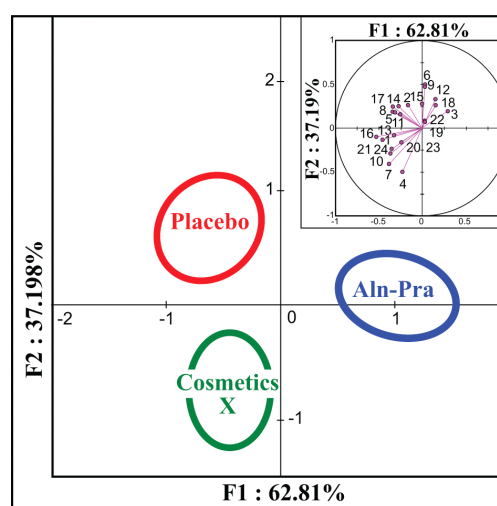 F1 : 62.81%
1
6
2
17 14 2 15 9 12
8 18
5 3
11 22
0
16 13 19
1
21 24 20 23
10
-0.5
7 4
-1
-1 -0.5 0 0.5 1
F2 : 37.19%
0.5
2
1
Placebo
Aln-Pra
-2 -1 0 1
Cosmetics
X
-1
F2 : 37.198%
F1 : 62.81%